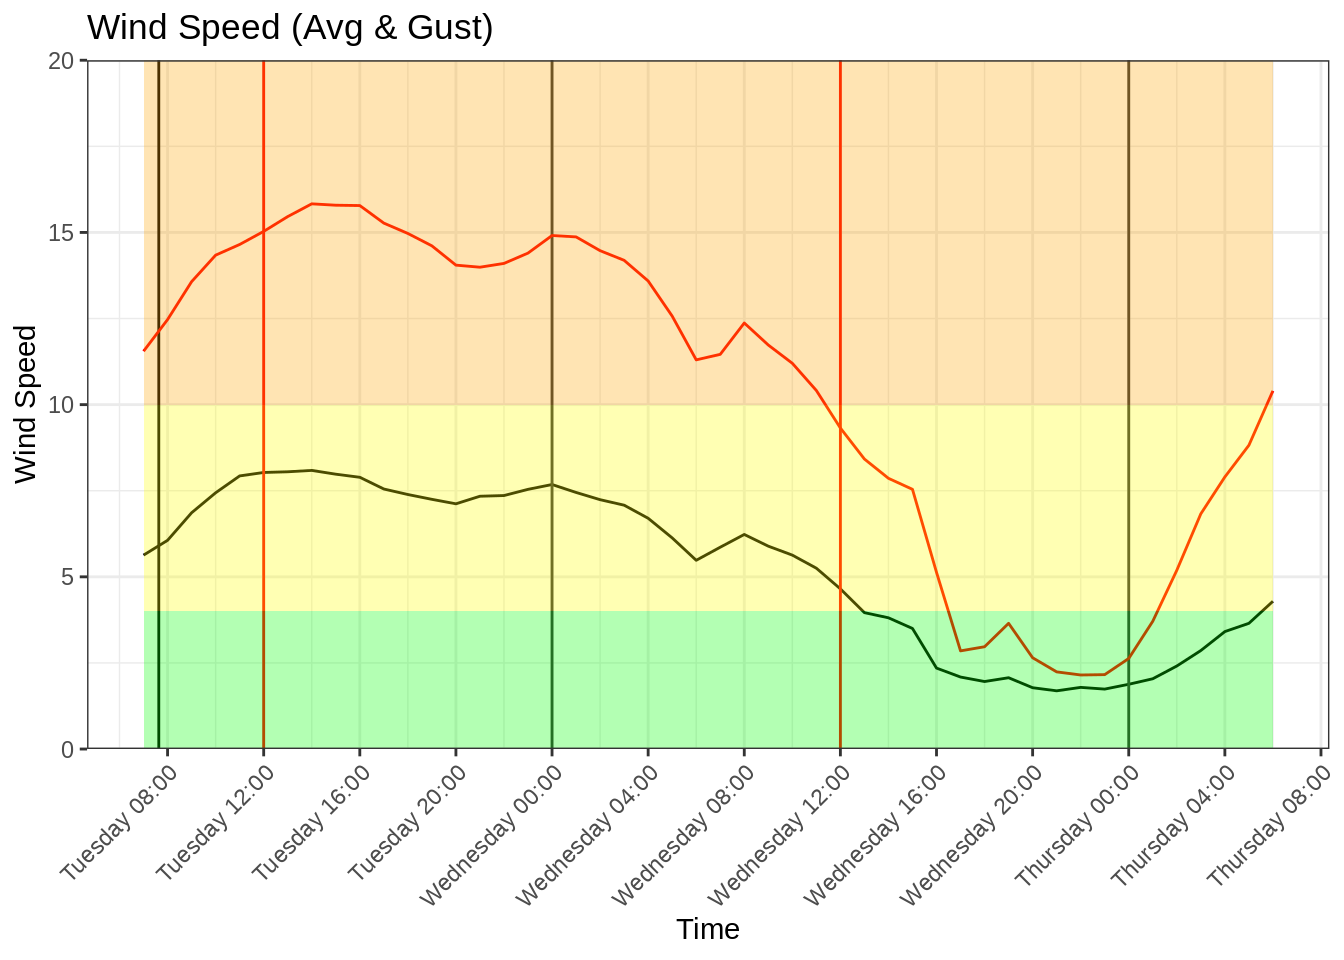 Wind Speed (Avg & Gust)
20
15
10
5
0
Wind Speed
Tuesday 08:00
Tuesday 12:00
Tuesday 16:00
Tuesday 20:00
Wednesday 00:00
Wednesday 04:00
Wednesday 08:00
Wednesday 12:00
Wednesday 16:00
Wednesday 20:00
Thursday 00:00
Thursday 04:00
Thursday 08:00
Time